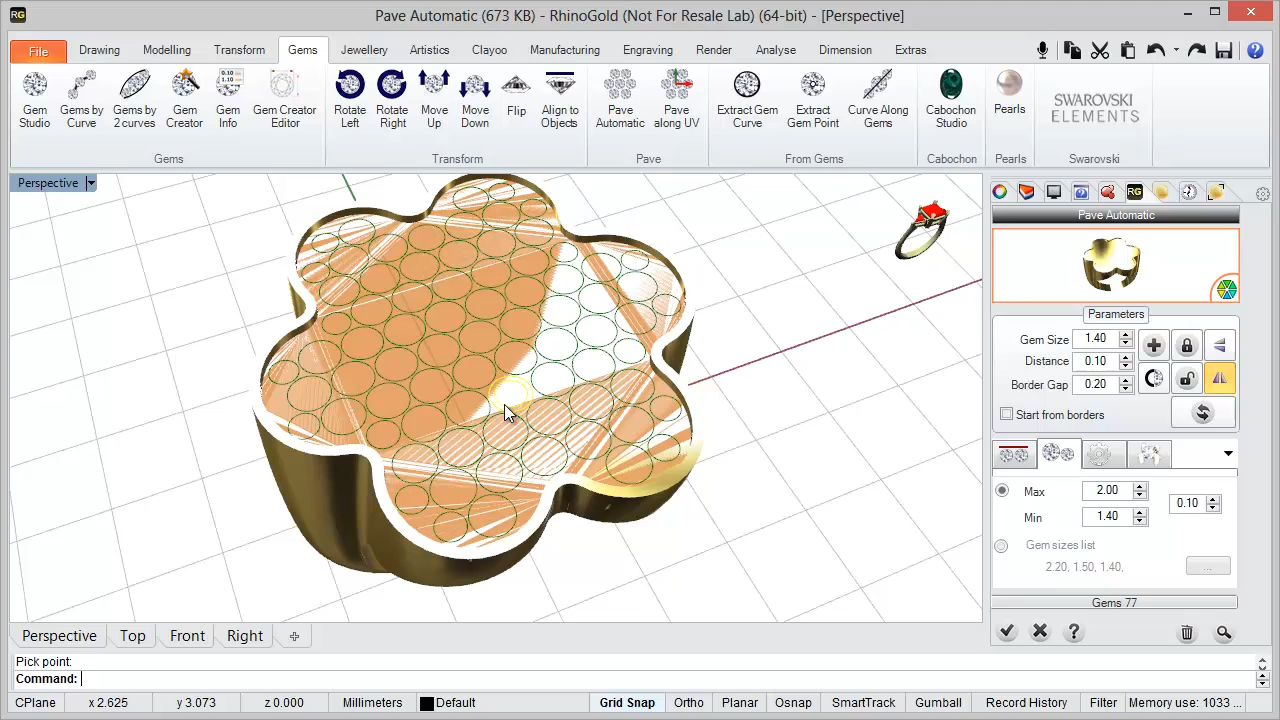 RG
Pave Automatic (673 KB) - RhinoGold (Not For Resale Lab) (64-bit) - [Perspective]
File Drawing Modelling Transform Gems Jewellery Artistics Clayoo Manufacturing Engraving Render Analyse Dimension Extras
Gem Studio
Gems by Curve
Gems by 2 curves
Gem Creator
0.10
1.10
Gem Info
Gem Creator Editor
Rotate Left
Rotate Right
Move Up
Move Down
Flip
Align to Objects
Pave Automatic
Pave along UV
Extract Gem Curve
Extract Gem Point
Curve Along Gems
Cabochon Studio
Pearls
SWAROVSKI
ELEMENTS
Gems Transform Pave From Gems Cabochon Pearls Swarovski
Perspective
RG
Pave Automatic
Parameters
Gem Size 1.40
Distance 0.10
Border Gap 0.20
Start from borders
Max 2.00
0.10
Min 1.40
Gem sizes list
2.20, 1.50, 1.40,
...
Gems 77
Perspective Top Front Right
Pick point:
Command:
CPlane x 2.625 y 3.073 z 0.000 Millimeters Default Grid Snap Ortho Planar Osnap SmartTrack Gumball Record History Filter Memory use: 1033 ...